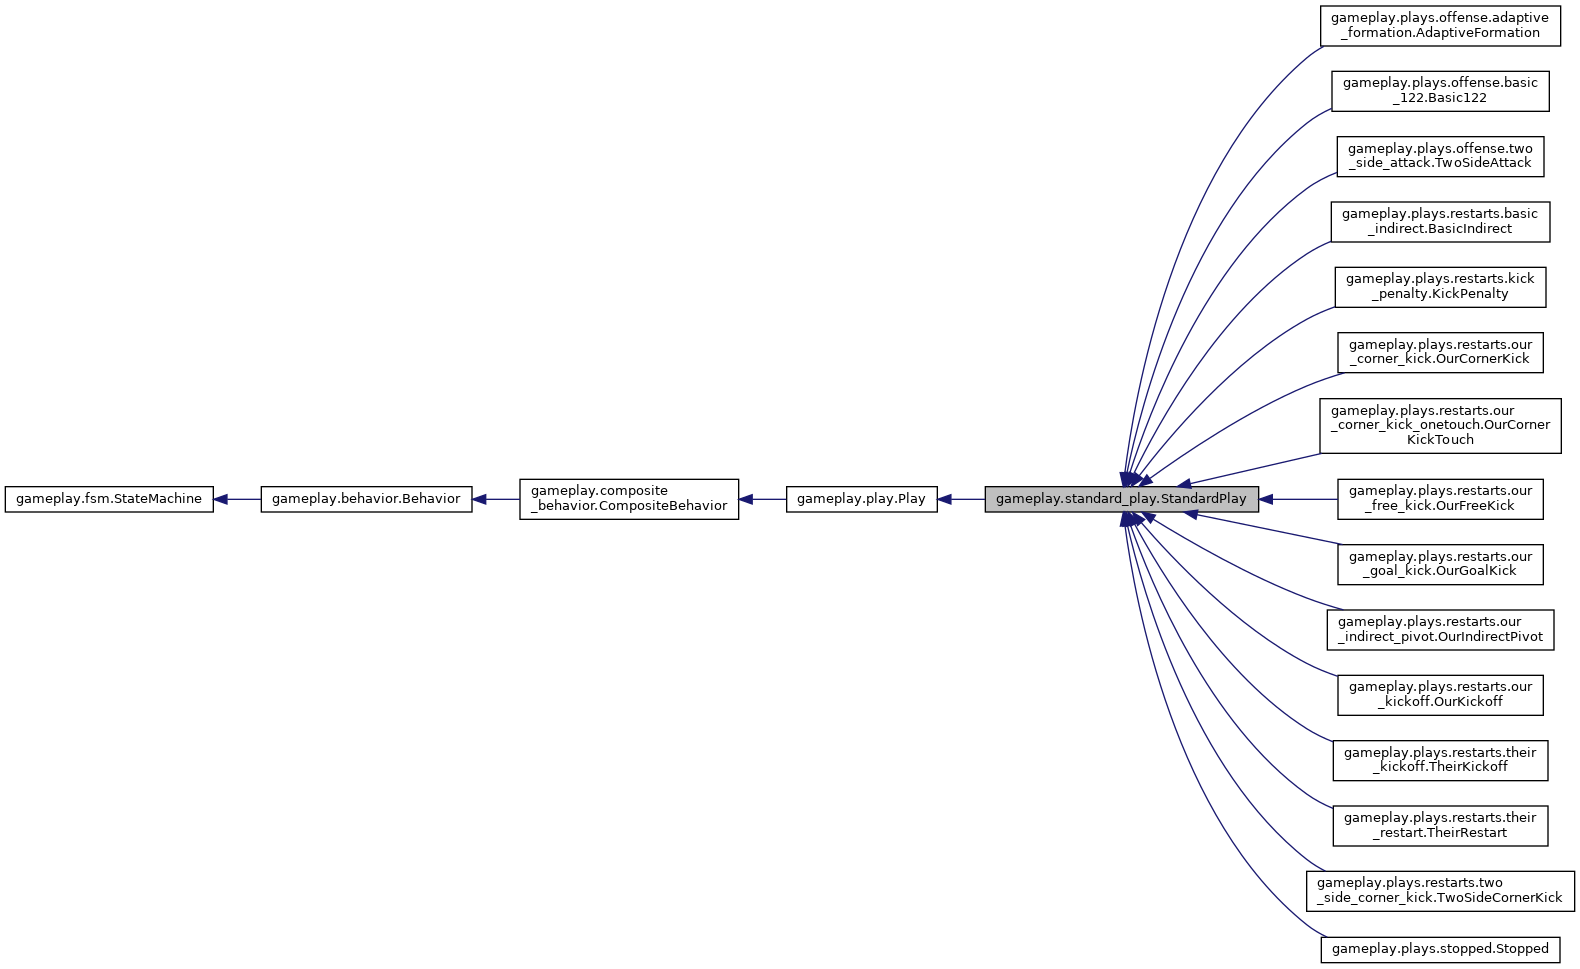 gameplay.plays.offense.adaptive
_formation.AdaptiveFormation
gameplay.plays.offense.basic
_122.Basic122
gameplay.plays.offense.two
_side_attack.TwoSideAttack
gameplay.plays.restarts.basic
_indirect.BasicIndirect
gameplay.plays.restarts.kick
_penalty.KickPenalty
gameplay.plays.restarts.our
_corner_kick.OurCornerKick
gameplay.plays.restarts.our
_corner_kick_onetouch.OurCorner
KickTouch
gameplay.fsm.StateMachine
gameplay.behavior.Behavior
gameplay.composite
_behavior.CompositeBehavior
gameplay.play.Play
gameplay.standard_play.StandardPlay
gameplay.plays.restarts.our
_free_kick.OurFreeKick
gameplay.plays.restarts.our
_goal_kick.OurGoalKick
gameplay.plays.restarts.our
_indirect_pivot.OurIndirectPivot
gameplay.plays.restarts.our
_kickoff.OurKickoff
gameplay.plays.restarts.their
_kickoff.TheirKickoff
gameplay.plays.restarts.their
_restart.TheirRestart
gameplay.plays.restarts.two
_side_corner_kick.TwoSideCornerKick
gameplay.plays.stopped.Stopped